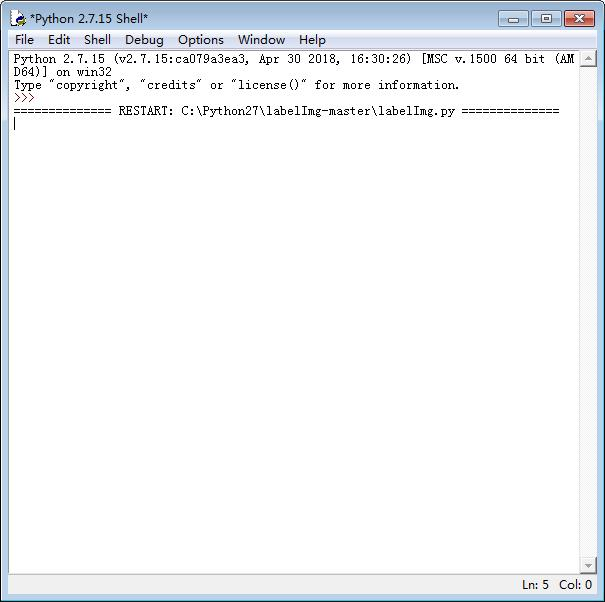 *Python 2.7.15 Shell*
File Edit Shell Debug Options Window Help
Python 2.7.15 (v2.7.15:ca079a3ea3, Apr 30 2018, 16:30:26) [MSC v.1500 64 bit (AM
D64)] on win32
Type "copyright", "credits" or "license()" for more information.
>>>
============== RESTART: C:\Python27\labelImg-master\labelImg.py ==============
Ln: 5 Col: 0